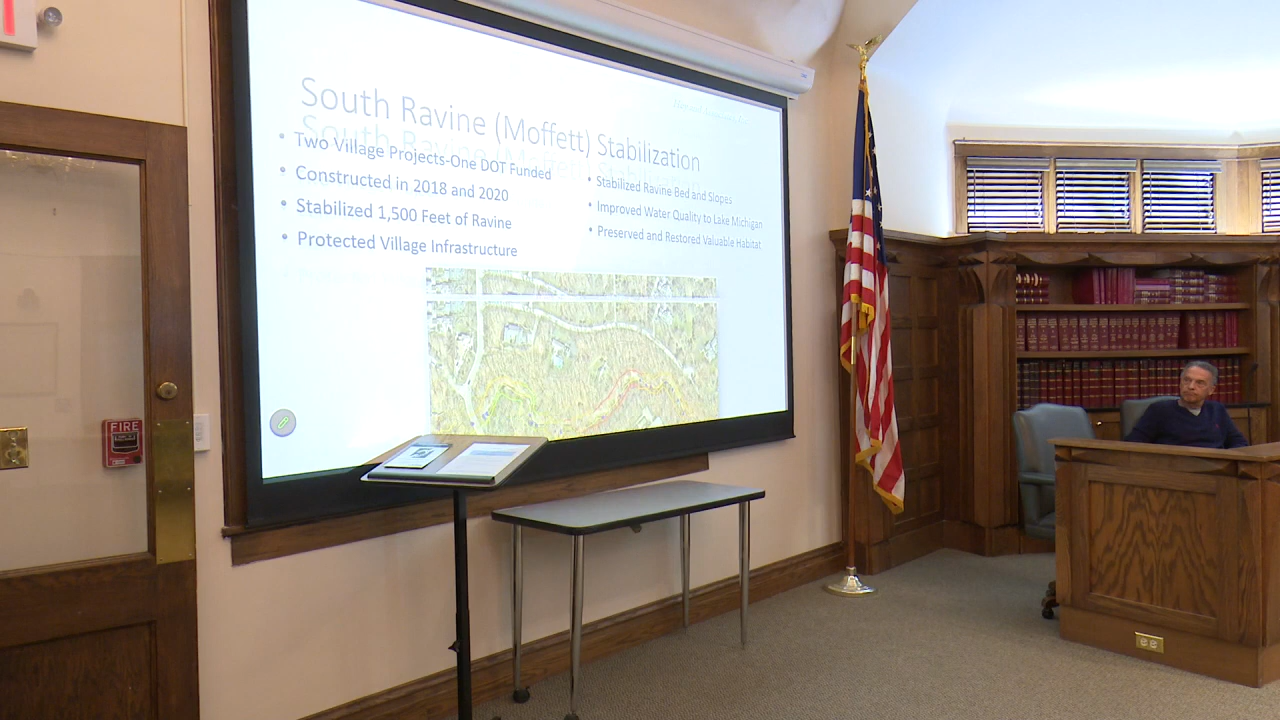 South Ravine (Moffett) Stabilization
• Two Village Projects-One DOT Funded
• Constructed in 2018 and 2020
• Stabilized 1,500 Feet of Ravine
• Protected Village Infrastructure
• Stabilized Ravine Bed and Slopes
• Improved Water Quality to Lake Michigan
• Preserved and Restored Valuable Habitat
FIRE